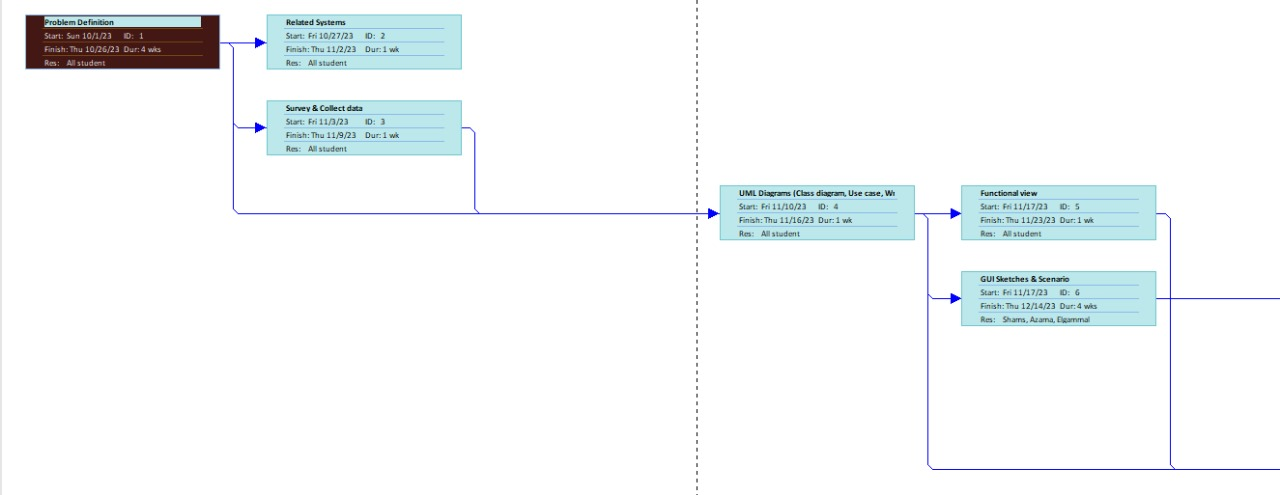 Problem Definition
Start: Sun 10/1/23 ID: 1
Finish: Thu 10/26/23 Dur: 4 wks
Res: All student
Related Systems
Start: Fri 10/27/23 ID: 2
Finish: Thu 11/2/23 Dur: 1 wk
Res: All student
Survey & Collect data
Start: Fri 11/3/23 ID: 3
Finish: Thu 11/9/23 Dur: 1 wk
Res: All student
UML Diagrams (Class diagram, Use case, Wr
Start: Fri 11/10/23 ID: 4
Finish: Thu 11/16/23 Dur: 1 wk
Res: All student
Functional view
Start: Fri 11/17/23 ID: 5
Finish: Thu 11/23/23 Dur: 1 wk
Res: All student
GUI Sketches & Scenario
Start: Fri 11/17/23 ID: 6
Finish: Thu 12/14/23 Dur: 4 wks
Res: Shams, Azama, Elgammal